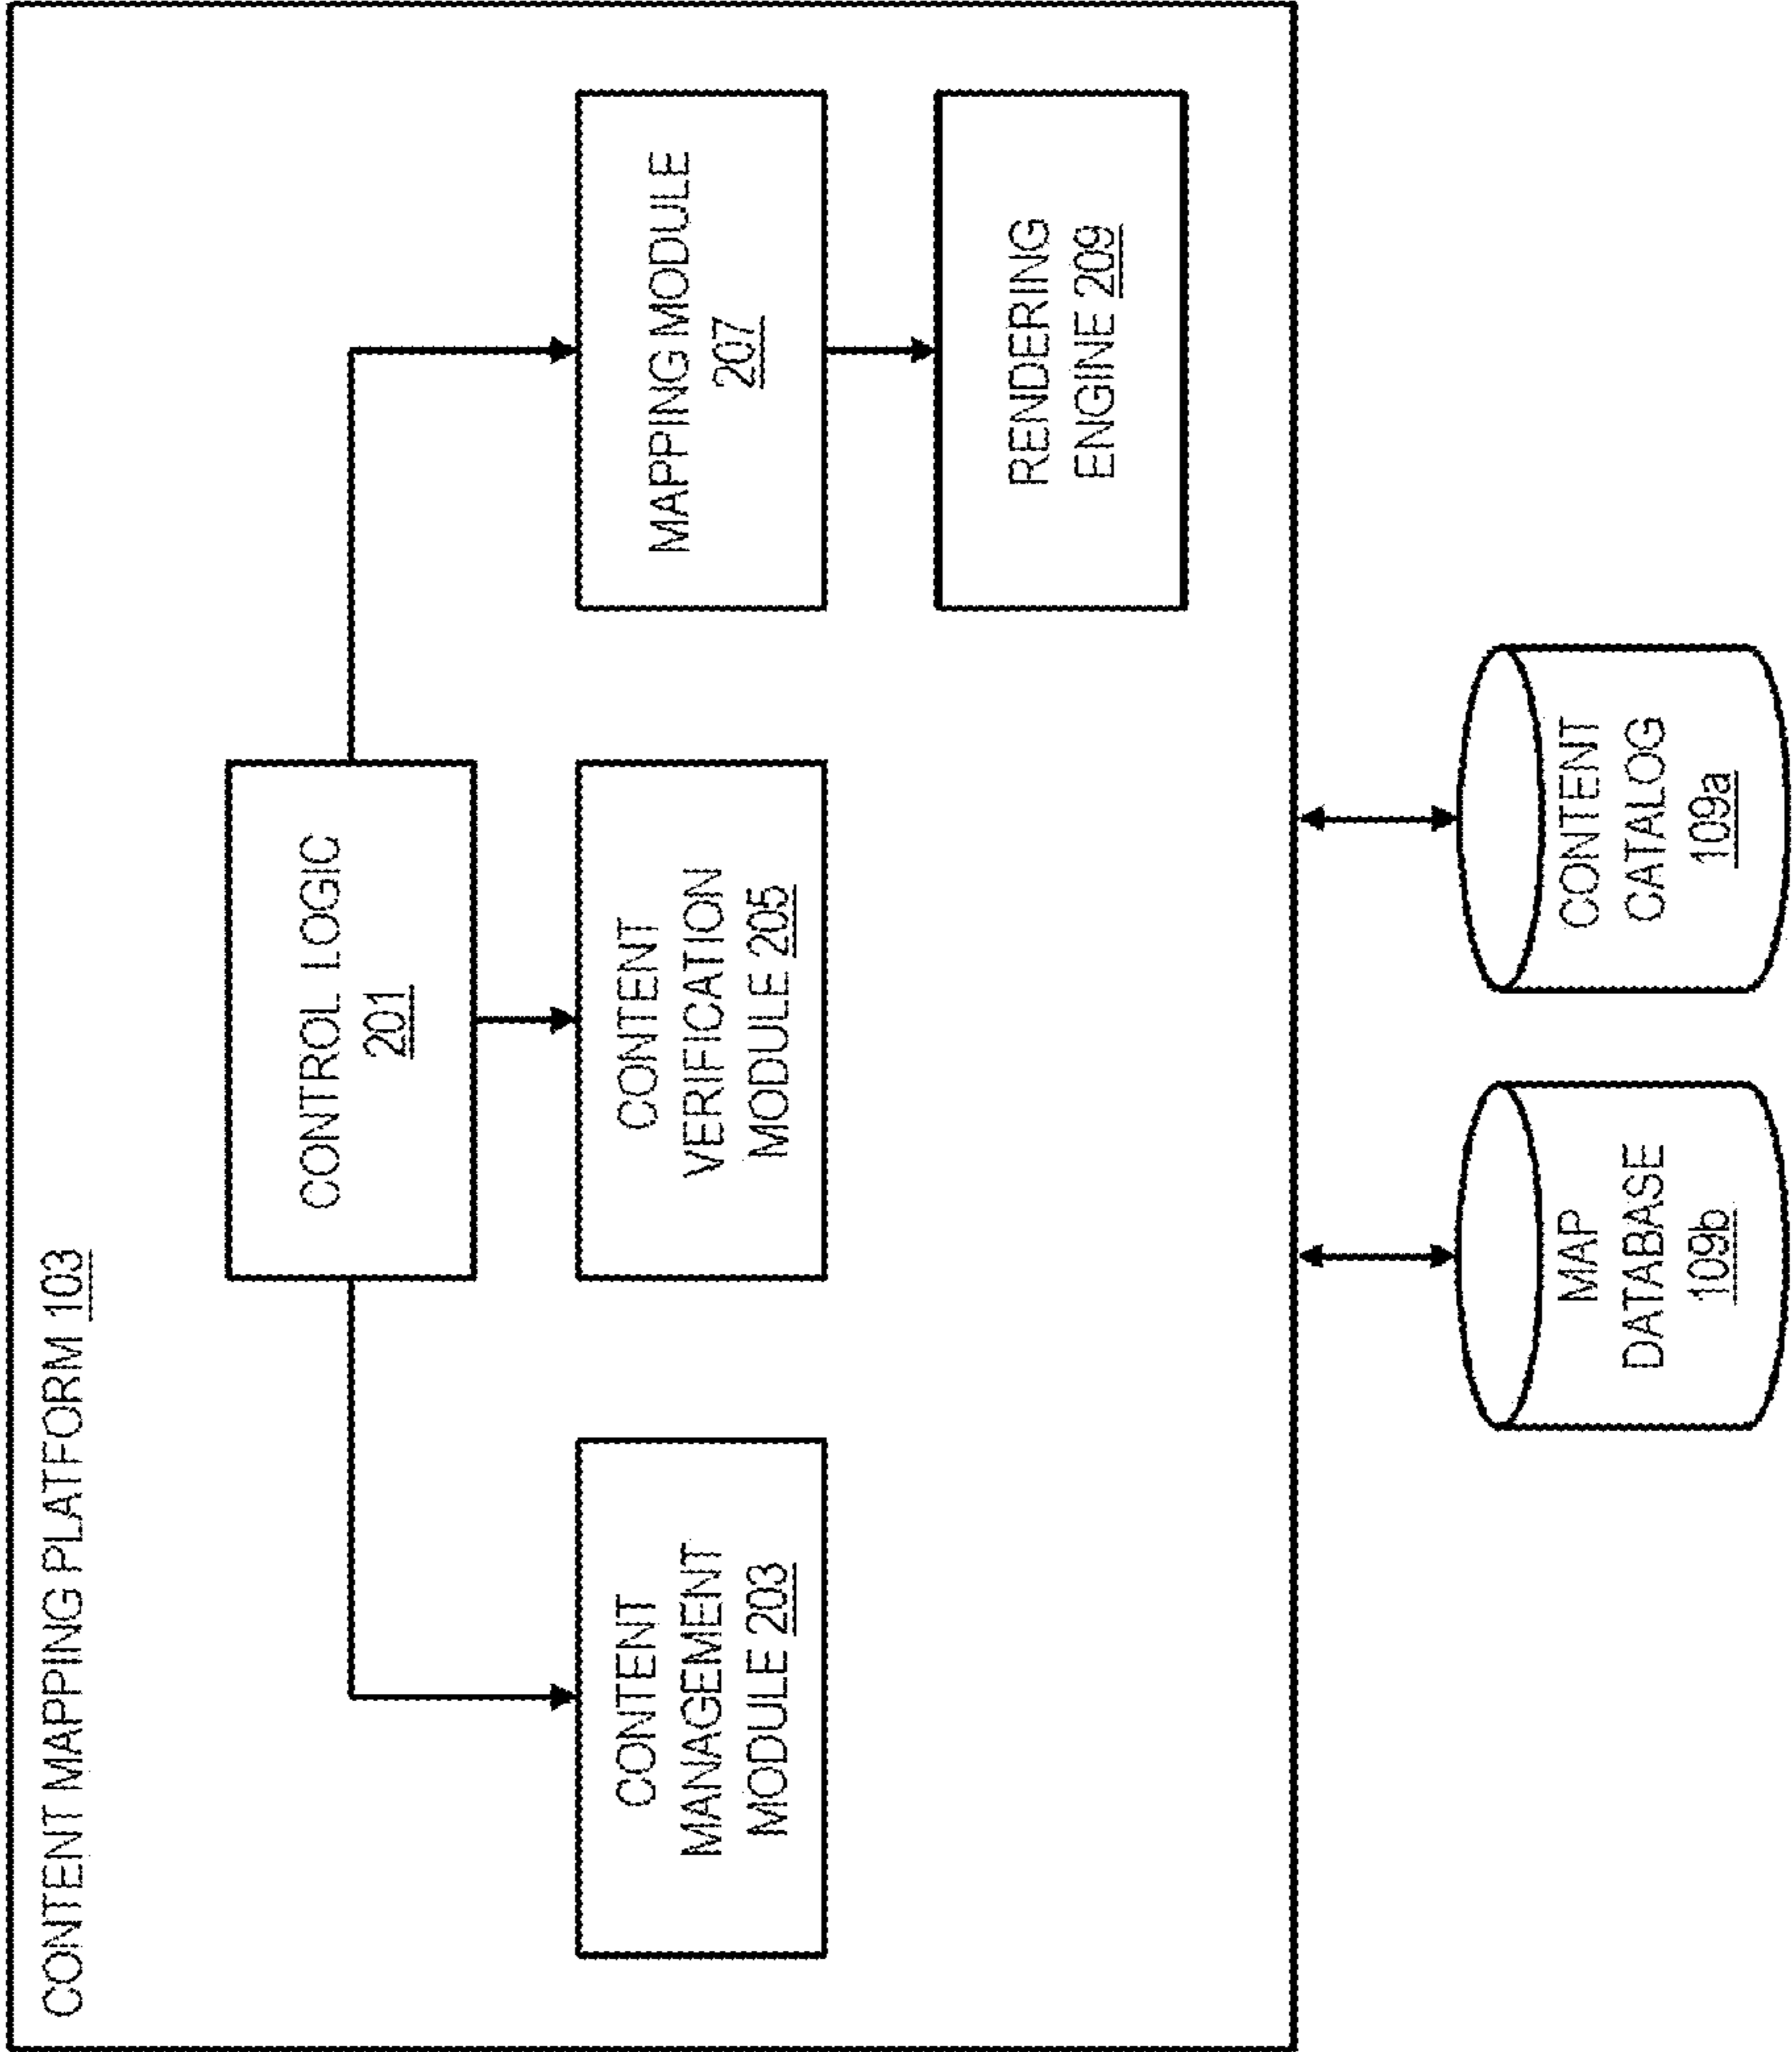 CONTENT MAPPING PLATFORM 103
CONTROL LOGIC
201
CONTENT
MANAGEMENT
MODULE 203
CONTENT
VERIFICATION
MODULE 205
MAPPING MODULE
207
RENDERING
ENGINE 209
MAP
DATABASE
109b
CONTENT
CATALOG
109a